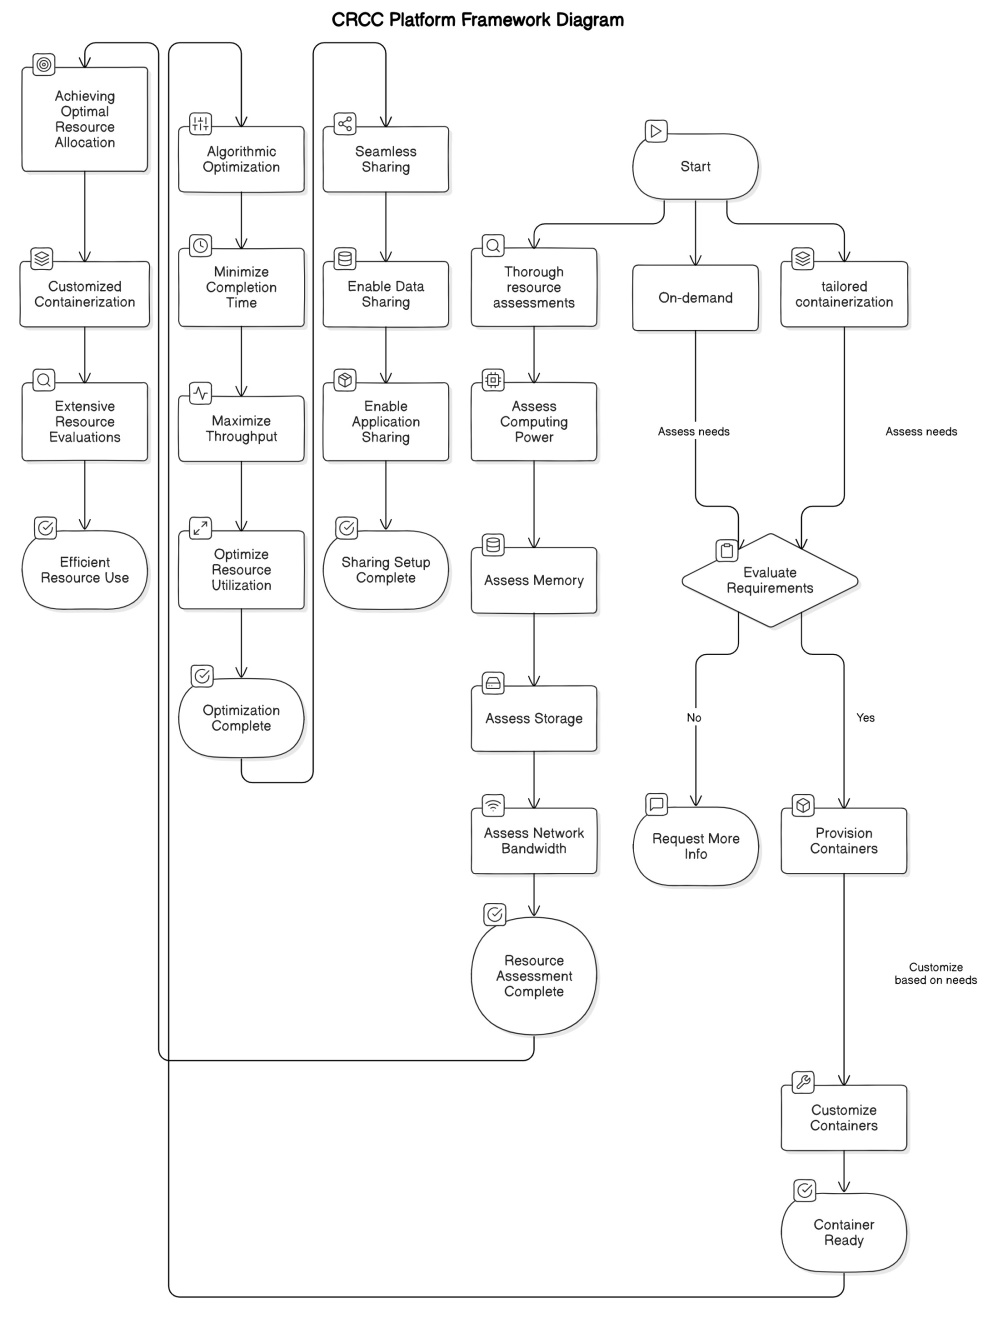 CRCC Platform Framework Diagram
Achieving
Optimal
Resource
Allocation
Customized
Containerization
Extensive
Resource
Evaluations
Efficient
Resource Use
Algorithmic
Optimization
Minimize
Completion
Time
Maximize
Throughput
Optimize
Resource
Utilization
Optimization
Complete
Seamless
Sharing
Enable Data
Sharing
Enable
Application
Sharing
Sharing Setup
Complete
Start
Thorough
resource
assessments
Assess
Computing
Power
Assess Memory
Assess Storage
Assess Network
Bandwidth
Resource
Assessment
Complete
On-demand
tailored
containerization
Assess needs
Assess needs
Evaluate
Requirements
No
Yes
Request More
Info
Provision
Containers
Customize
based on needs
Customize
Containers
Container
Ready